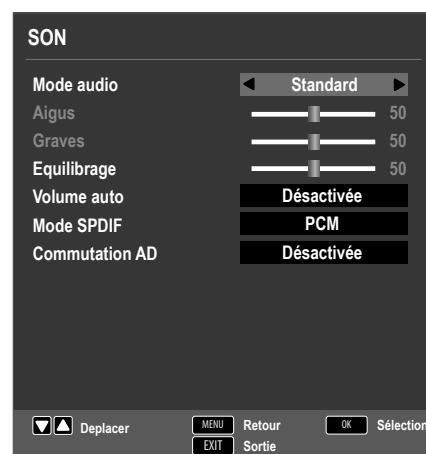 SON
Mode audio Standard
Aigus 50
Graves 50
Equilibrage 50
Volume auto Désactivée
Mode SPDIF PCM
Commutation AD Désactivée
Deplacer MENU Retour OK Sélection
EXIT Sortie